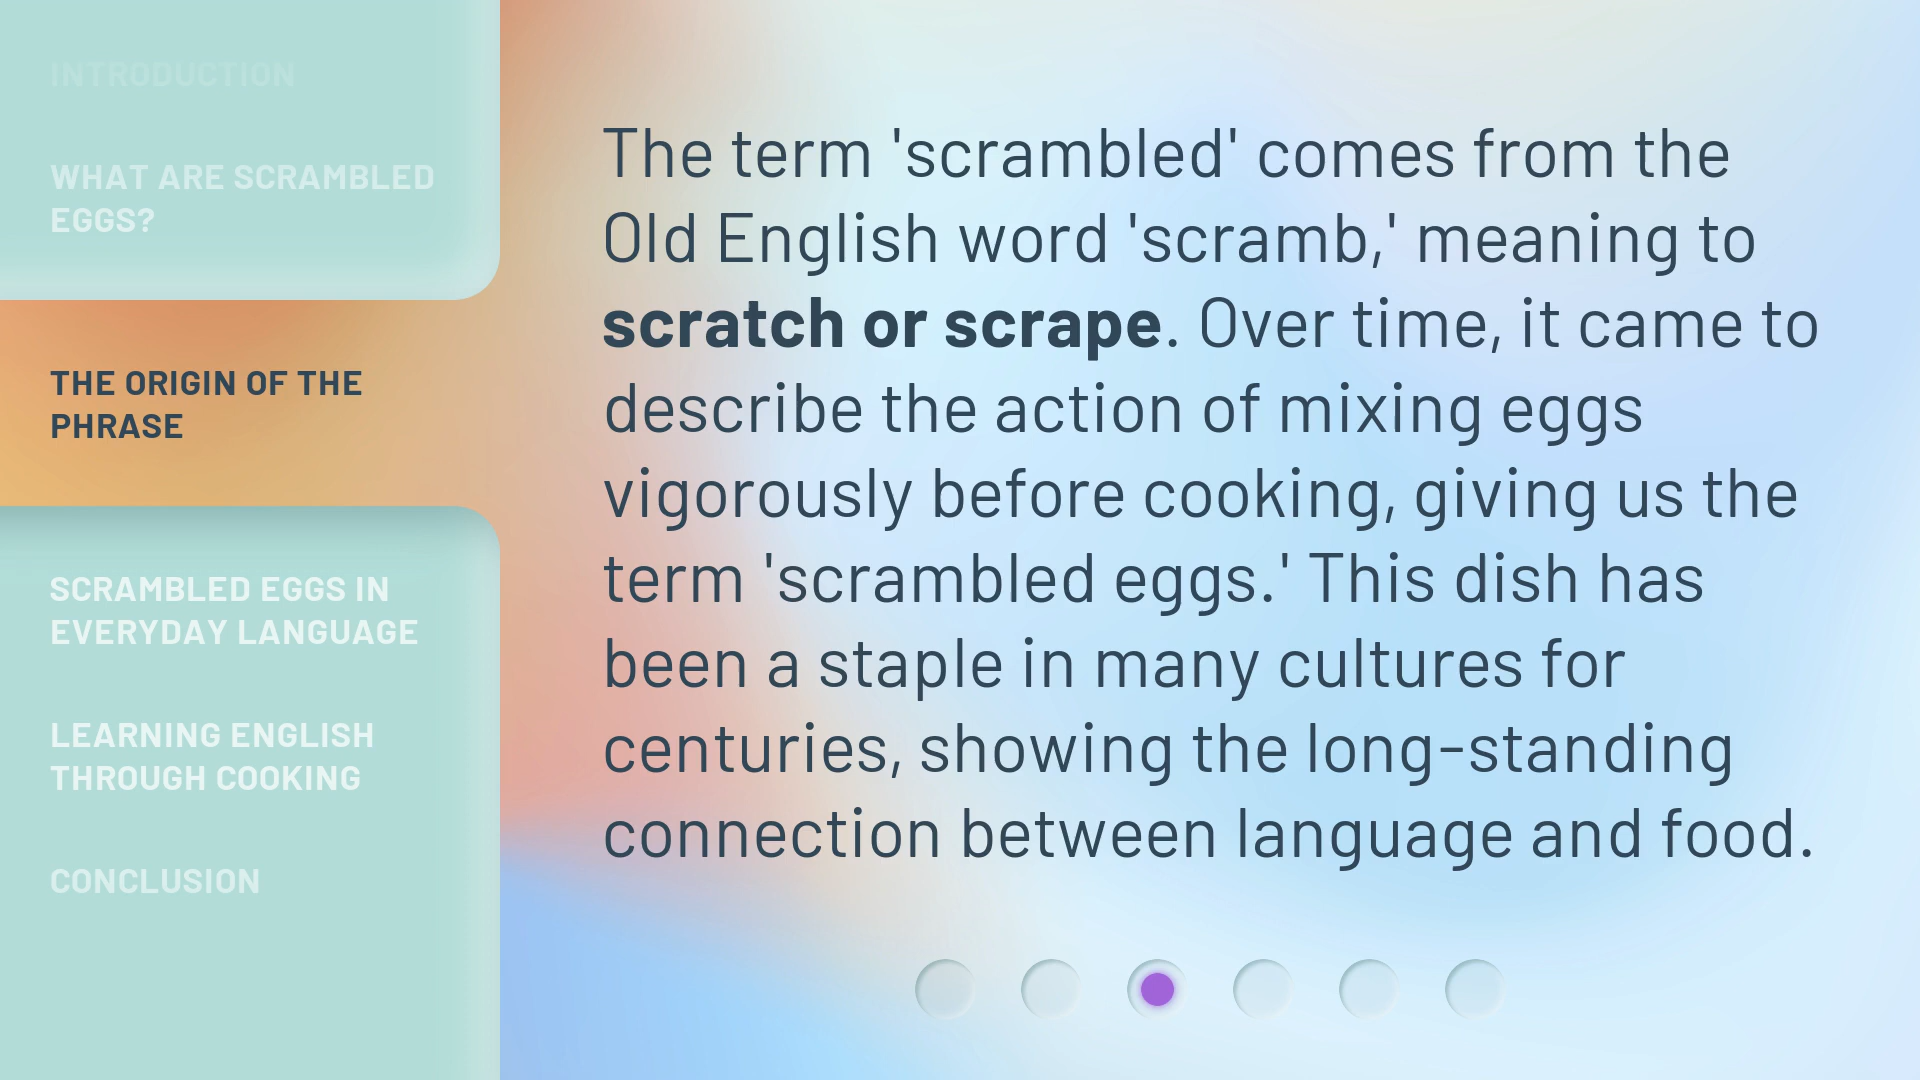 INTRODUCTION
WHAT ARE SCRAMBLED
EGGS?
THE ORIGIN OF THE
PHRASE
SCRAMBLED EGGS IN
EVERYDAY LANGUAGE
LEARNING ENGLISH
THROUGH COOKING
CONCLUSION
The term 'scrambled' comes from the
Old English word 'scramb,' meaning to
scratch or scrape. Over time, it came to
describe the action of mixing eggs
vigorously before cooking, giving us the
term 'scrambled eggs.' This dish has
been a staple in many cultures for
centuries, showing the long-standing
connection between language and food.